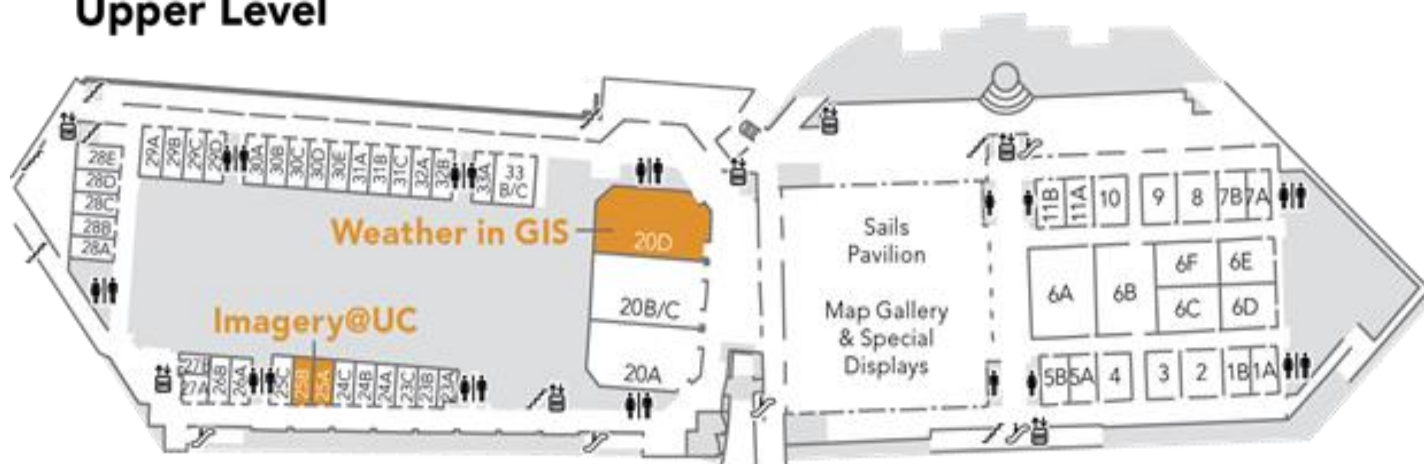 Upper Level
28E
28D
28C
28B
28A
29A
29B
29C
29D
30A
30B
30C
30D
30E
31A
31B
31C
32A
32B
33A
33
B/C
Weather in GIS
20D
20B/C
20A
Imagery@UC
27B
27A
26B
26A
25C
25B
25A
24C
24B
24A
23C
23B
23A
Sails
Pavilion
Map Gallery
& Special
Displays
11B
11A
10
9
8
7B
7A
6A
6B
6F
6E
6C
6D
5B
5A
4
3
2
1B
1A